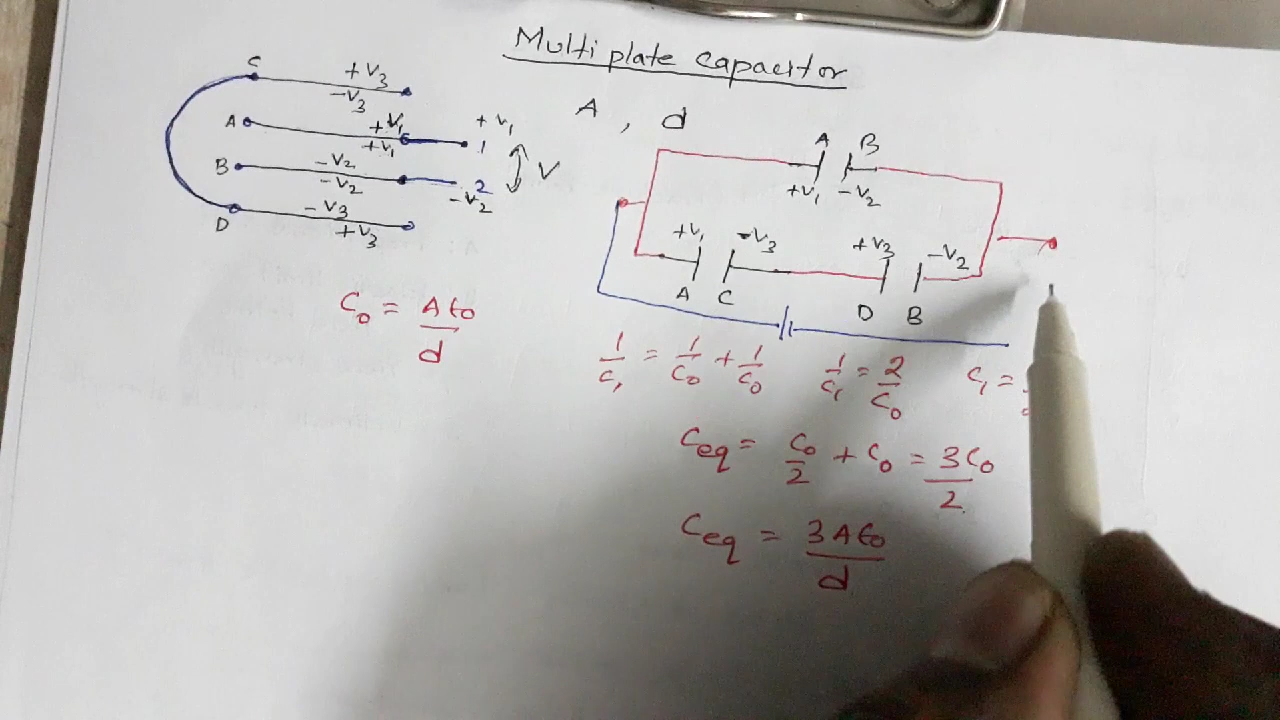 Multiplate Capacitor
A , d
C +V₃
-V₃
A +V₁
+V₁
+V₁
1
B -V₂
-V₂
2
-V₂
V
D -V₃
+V₃
A B
+V₁ -V₂
+V₁ -V₃ +V₃ -V₂
A C D B
C₀ = Aε₀/d
1/C₁ = 1/C₀ + 1/C₀ 1/C₁ = 2/C₀ C₁ =
Ceq = C₀/2 + C₀ = 3C₀/2
Ceq = 3Aε₀/d